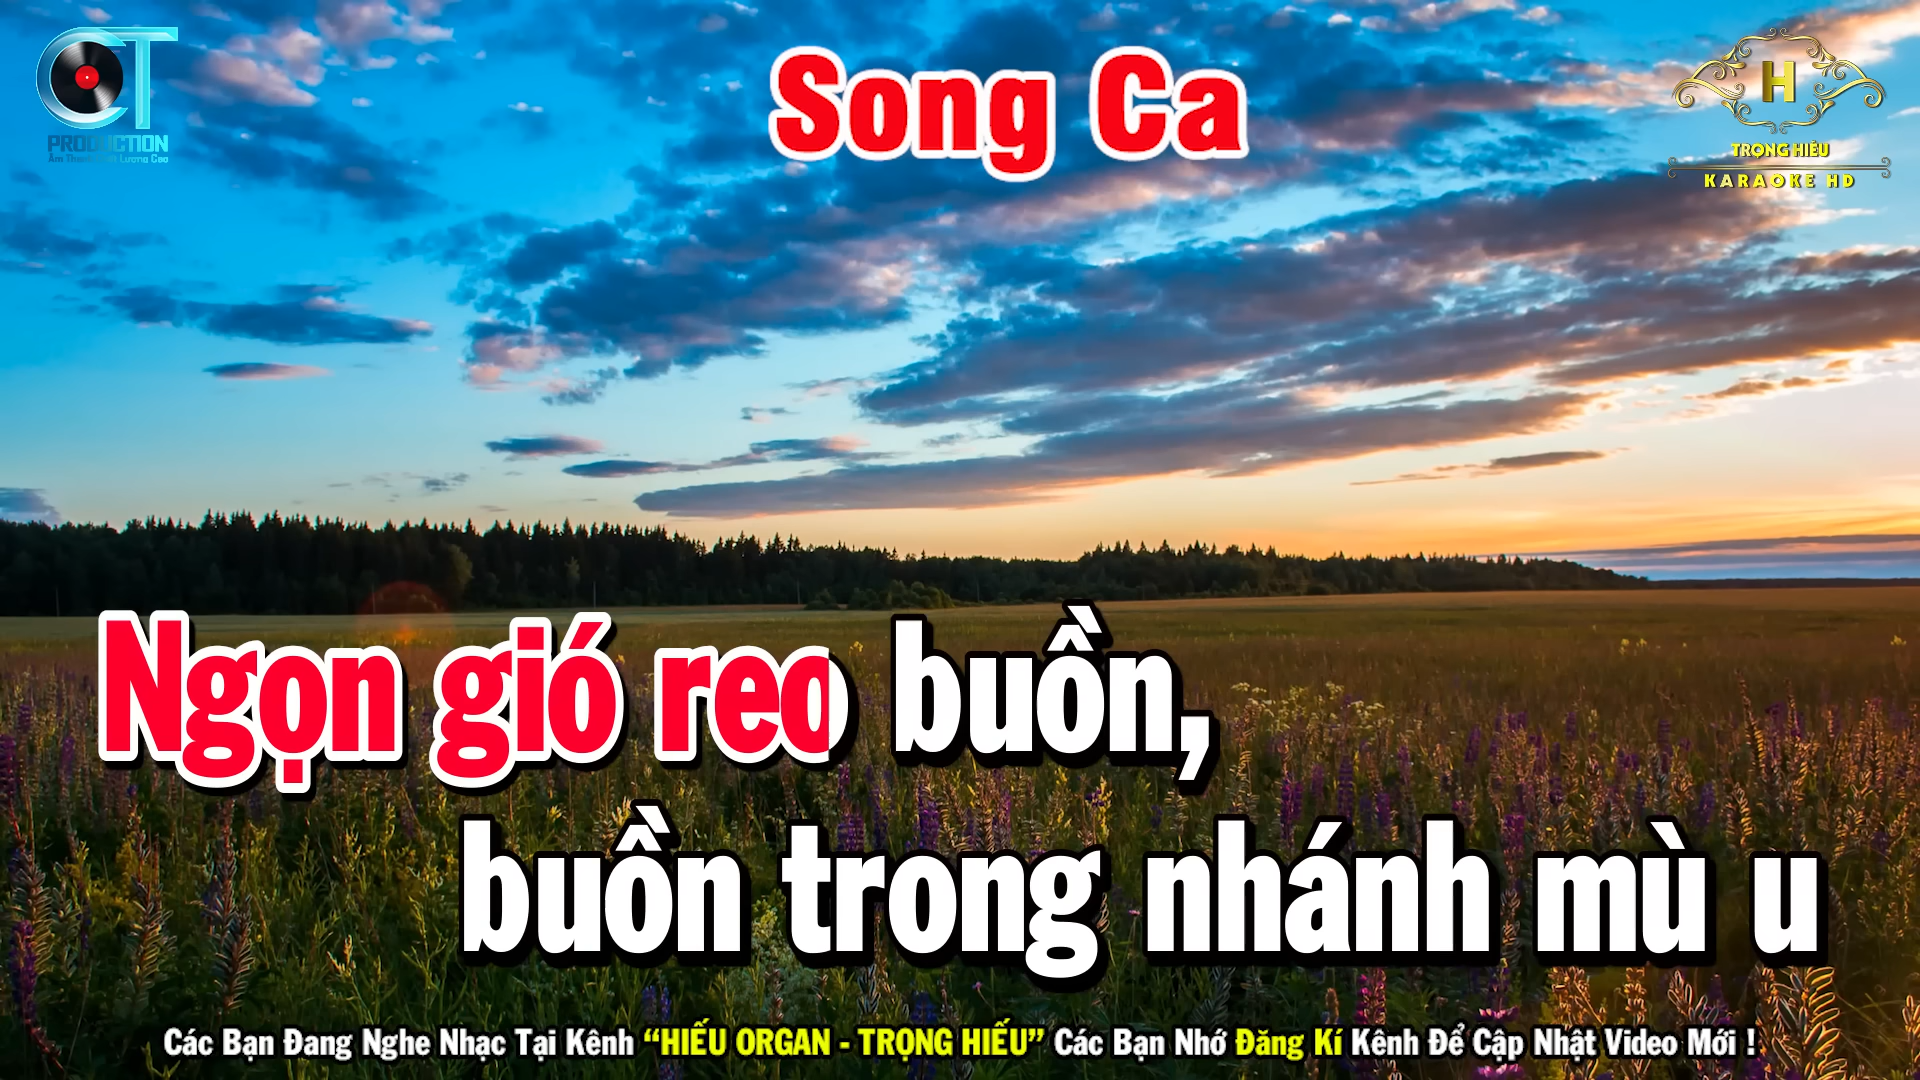 CT
PRODUCTION
Song Ca
H
TRỌNG HIẾU
KARAOKE HD
Ngọn gió reo buồn,
buồn trong nhánh mù u
Các Bạn Đang Nghe Nhạc Tại Kênh “HIẾU ORGAN - TRỌNG HIẾU” Các Bạn Nhớ Đăng Kí Kênh Để Cập Nhật Video Mới !